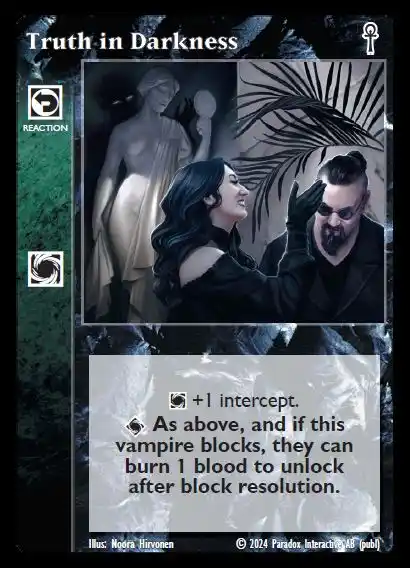 Truth in Darkness
REACTION
+1 intercept.
As above, and if this
vampire blocks, they can
burn 1 blood to unlock
after block resolution.
Illus: Noora Hirvonen
© 2024 Paradox Interactive AB (publ)